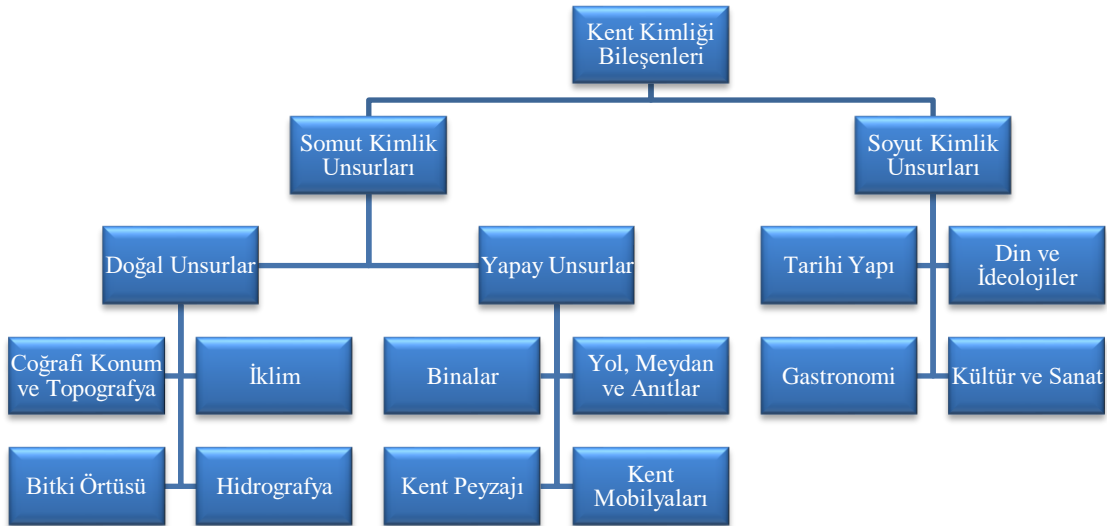 Kent Kimliği
Bileşenleri
Somut Kimlik
Unsurları
Soyut Kimlik
Unsurları
Doğal Unsurlar
Yapay Unsurlar
Tarihi Yapı
Din ve
İdeolojiler
Coğrafi Konum
ve Topografya
İklim
Binalar
Yol, Meydan
ve Anıtlar
Gastronomi
Kültür ve Sanat
Bitki Örtüsü
Hidrografya
Kent Peyzajı
Kent
Mobilyaları